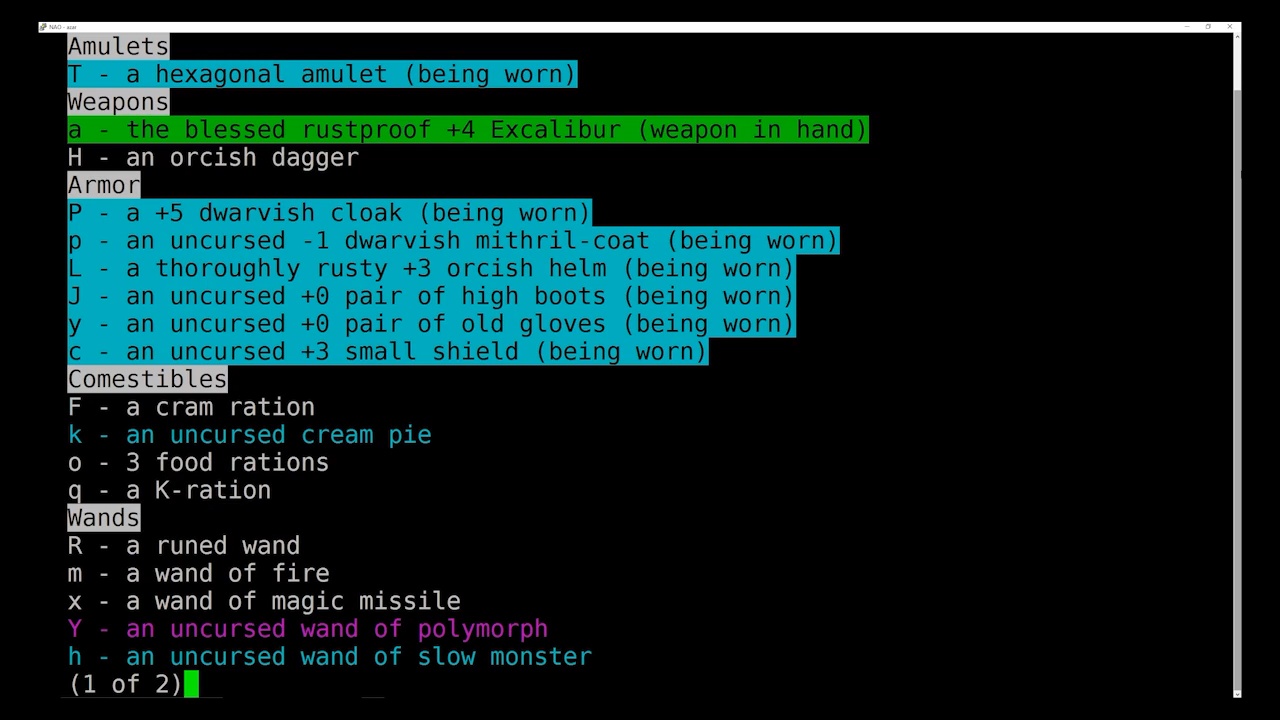 NAO - azar
Amulets
T - a hexagonal amulet (being worn)
Weapons
a - the blessed rustproof +4 Excalibur (weapon in hand)
H - an orcish dagger
Armor
P - a +5 dwarvish cloak (being worn)
p - an uncursed -1 dwarvish mithril-coat (being worn)
L - a thoroughly rusty +3 orcish helm (being worn)
J - an uncursed +0 pair of high boots (being worn)
y - an uncursed +0 pair of old gloves (being worn)
c - an uncursed +3 small shield (being worn)
Comestibles
F - a cram ration
k - an uncursed cream pie
o - 3 food rations
q - a K-ration
Wands
R - a runed wand
m - a wand of fire
x - a wand of magic missile
Y - an uncursed wand of polymorph
h - an uncursed wand of slow monster
(1 of 2)